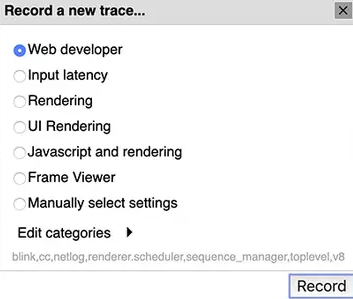 Record a new trace...
Web developer
Input latency
Rendering
UI Rendering
Javascript and rendering
Frame Viewer
Manually select settings
Edit categories
blink,cc,netlog,renderer.scheduler,sequence_manager,toplevel,v8
Record